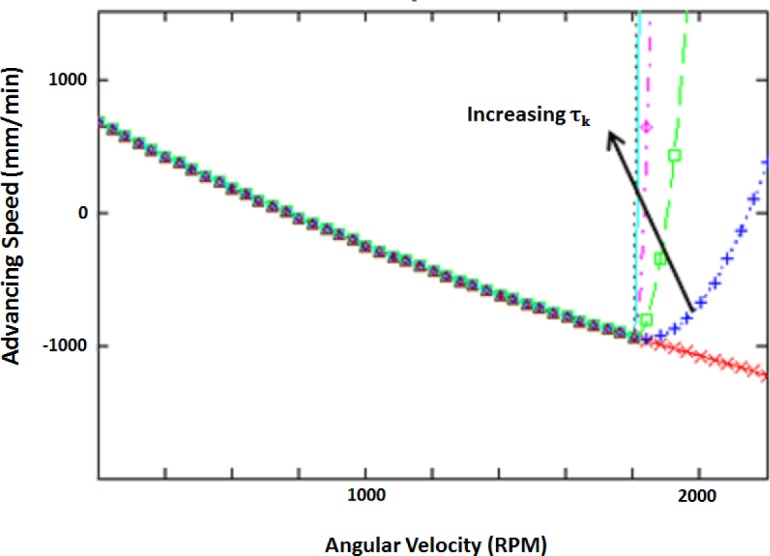 1000
Increasing τk
0
-1000
1000
2000
Advancing Speed (mm/min)
Angular Velocity (RPM)